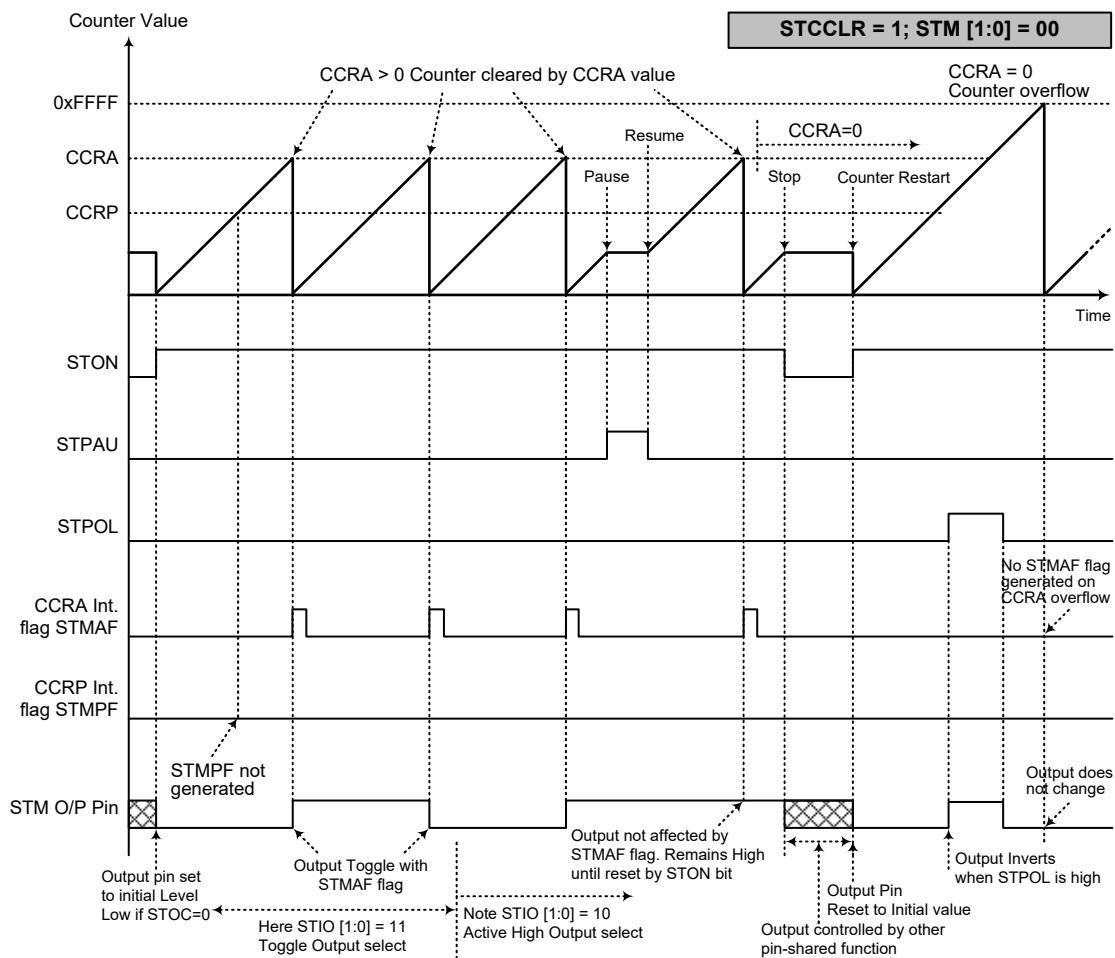 Counter Value
STCCLR = 1; STM [1:0] = 00
CCRA > 0 Counter cleared by CCRA value
CCRA = 0
Counter overflow
0xFFFF
Resume
CCRA=0
CCRA
Pause
Stop
Counter Restart
CCRP
Time
STON
STPAU
STPOL
No STMAF flag
generated on
CCRA overflow
CCRA Int.
flag STMAF
CCRP Int.
flag STMPF
STMPF not
generated
Output does
not change
STM O/P Pin
Output pin set
to initial Level
Low if STOC=0
Output Toggle with
STMAF flag
Output not affected by
STMAF flag. Remains High
until reset by STON bit
Output Inverts
when STPOL is high
Output Pin
Reset to Initial value
Here STIO [1:0] = 11
Toggle Output select
Note STIO [1:0] = 10
Active High Output select
Output controlled by other
pin-shared function